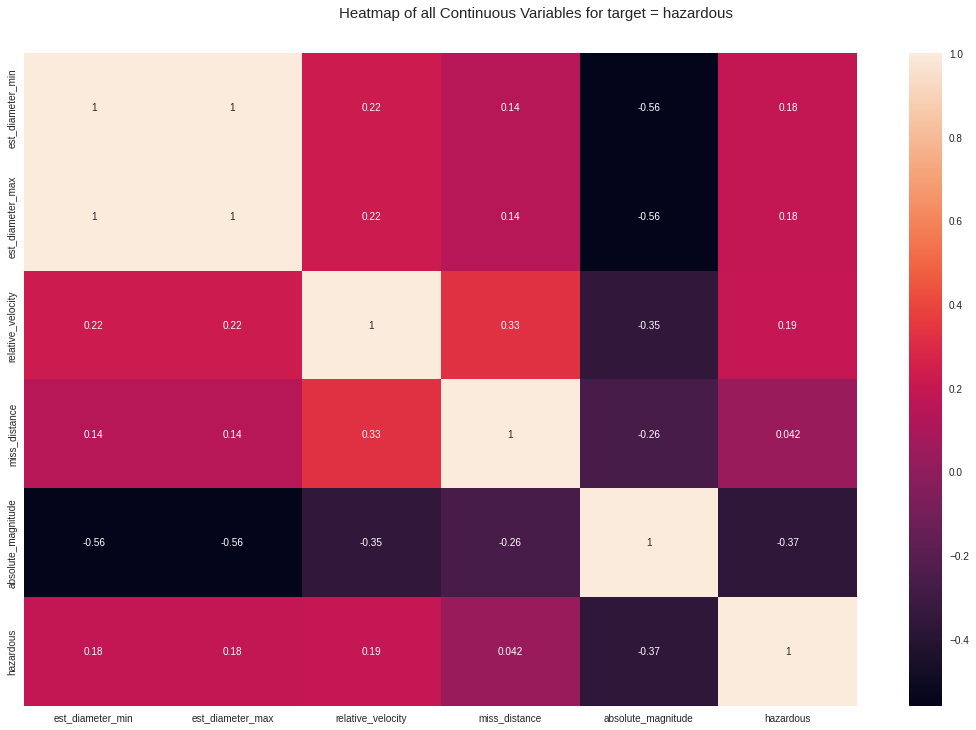 Heatmap of all Continuous Variables for target = hazardous
est_diameter_min
1 1 0.22 0.14 -0.56 0.18
est_diameter_max
1 1 0.22 0.14 -0.56 0.18
relative_velocity
0.22 0.22 1 0.33 -0.35 0.19
miss_distance
0.14 0.14 0.33 1 -0.26 0.042
absolute_magnitude
-0.56 -0.56 -0.35 -0.26 1 -0.37
hazardous
0.18 0.18 0.19 0.042 -0.37 1
est_diameter_min est_diameter_max relative_velocity miss_distance absolute_magnitude hazardous
1.0
0.8
0.6
0.4
0.2
0.0
−0.2
−0.4